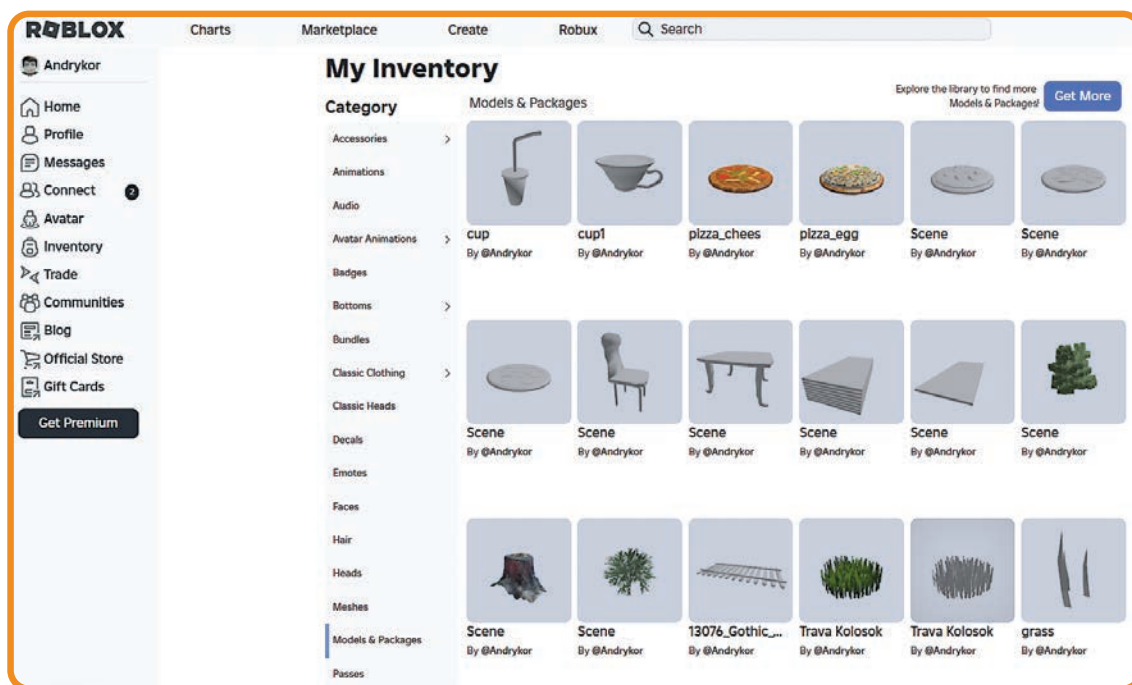 ROBLOX
Charts
Marketplace
Create
Robux
Search
Andrykor
Home
Profile
Messages
Connect 2
Avatar
Inventory
Trade
Communities
Blog
Official Store
Gift Cards
Get Premium
My Inventory
Category
Accessories
Animations
Audio
Avatar Animations
Badges
Bottoms
Bundles
Classic Clothing
Classic Heads
Decals
Emotes
Faces
Hair
Heads
Meshes
Models & Packages
Passes
Models & Packages
Explore the library to find more
Models & Packages!
Get More
cup
By @Andrykor
cup1
By @Andrykor
pizza_chees
By @Andrykor
pizza_egg
By @Andrykor
Scene
By @Andrykor
Scene
By @Andrykor
Scene
By @Andrykor
Scene
By @Andrykor
Scene
By @Andrykor
Scene
By @Andrykor
Scene
By @Andrykor
Scene
By @Andrykor
Scene
By @Andrykor
Scene
By @Andrykor
13076_Gothic_...
By @Andrykor
Trava Kolosok
By @Andrykor
Trava Kolosok
By @Andrykor
grass
By @Andrykor